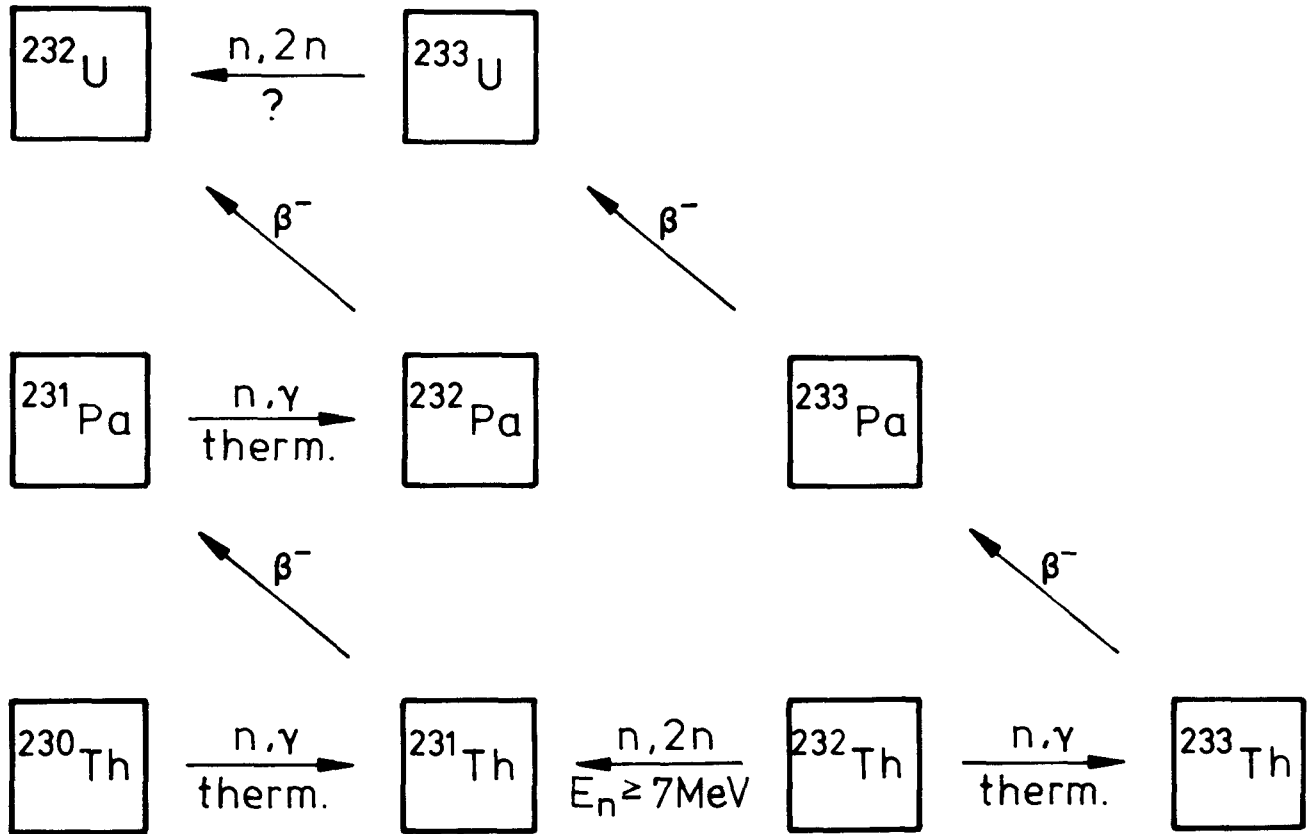 ²³²U
n, 2n
?
²³³U
β⁻
β⁻
²³¹Pa
n,γ
therm.
²³²Pa
²³³Pa
β⁻
β⁻
²³⁰Th
n,γ
therm.
²³¹Th
n, 2n
Eₙ ≥ 7MeV
²³²Th
n,γ
therm.
²³³Th